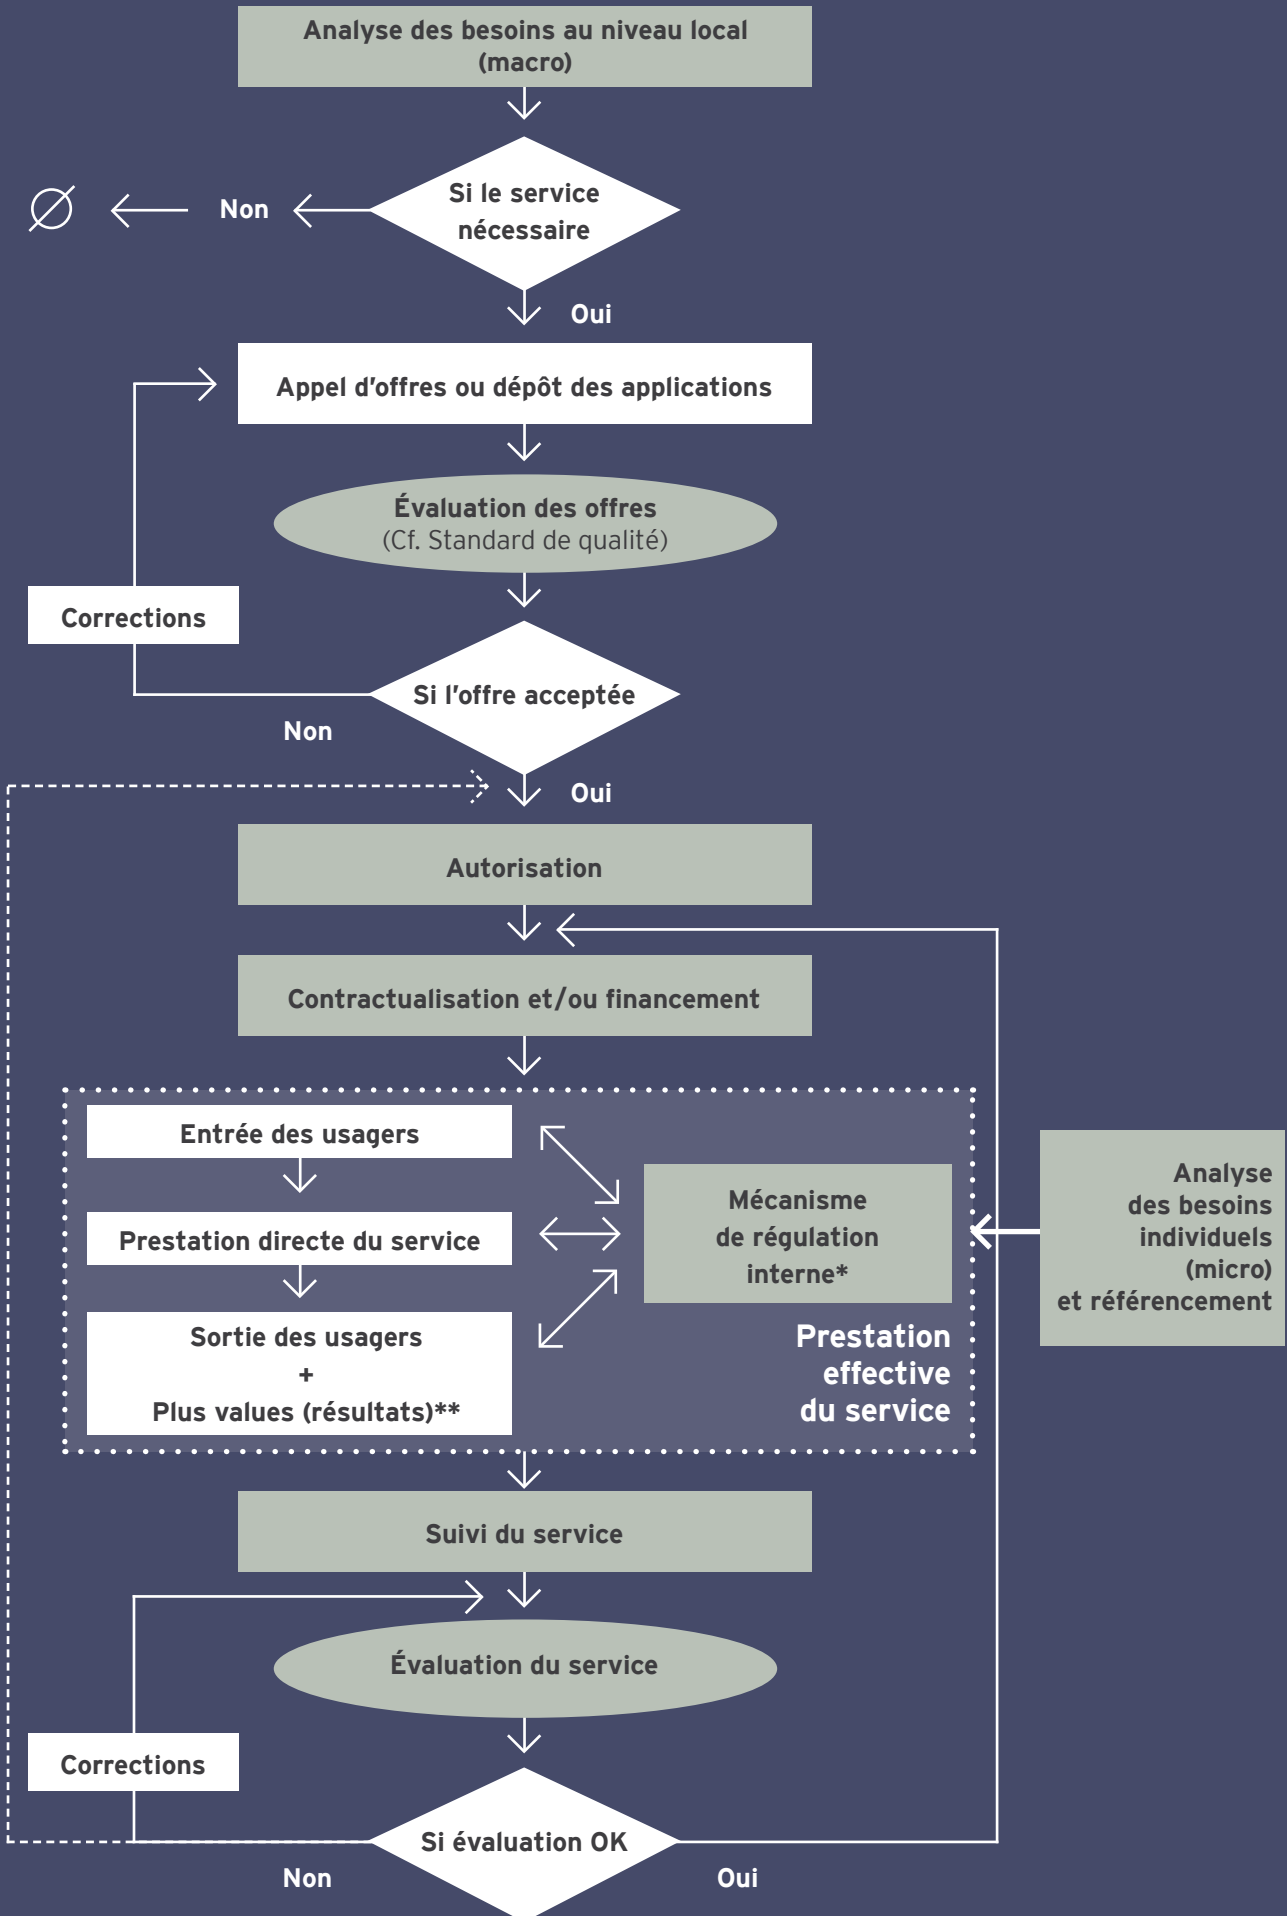 Analyse des besoins au niveau local
(macro)
Si le service
nécessaire
Non
Oui
Appel d'offres ou dépôt des applications
Évaluation des offres
(Cf. Standard de qualité)
Corrections
Si l'offre acceptée
Non
Oui
Autorisation
Contractualisation et/ou financement
Entrée des usagers
Prestation directe du service
Sortie des usagers
+
Plus values (résultats)**
Mécanisme
de régulation
interne*
Prestation
effective
du service
Analyse
des besoins
individuels
(micro)
et référencement
Suivi du service
Évaluation du service
Corrections
Si évaluation OK
Non
Oui